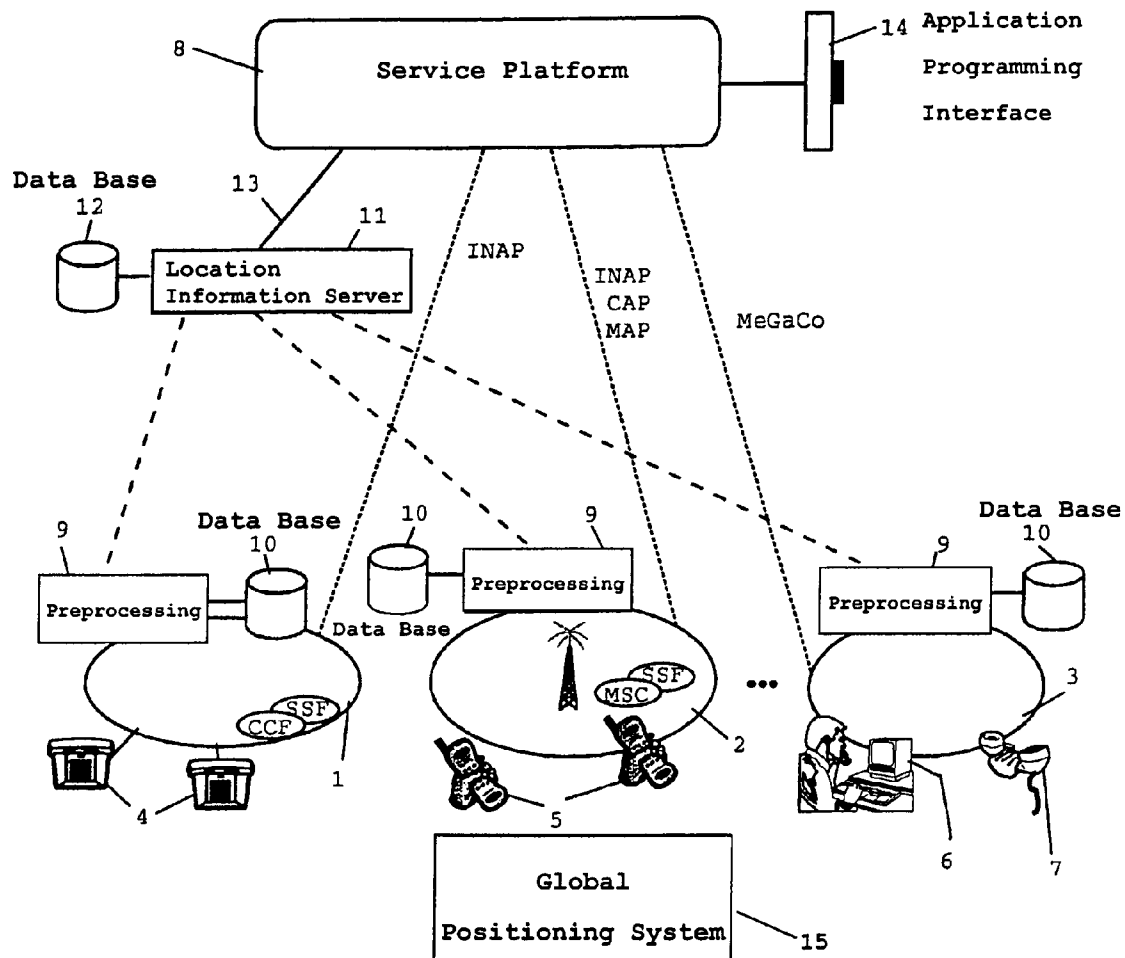 8
Service Platform
14
Application
Programming
Interface
Data Base
12
13
11
Location
Information Server
INAP
INAP
CAP
MAP
MeGaCo
9
Data Base
10
Preprocessing
10
9
Preprocessing
Data Base
9
Data Base
10
Preprocessing
SSF
CCF
1
SSF
MSC
2
...
3
4
5
6
7
Global
Positioning System
15